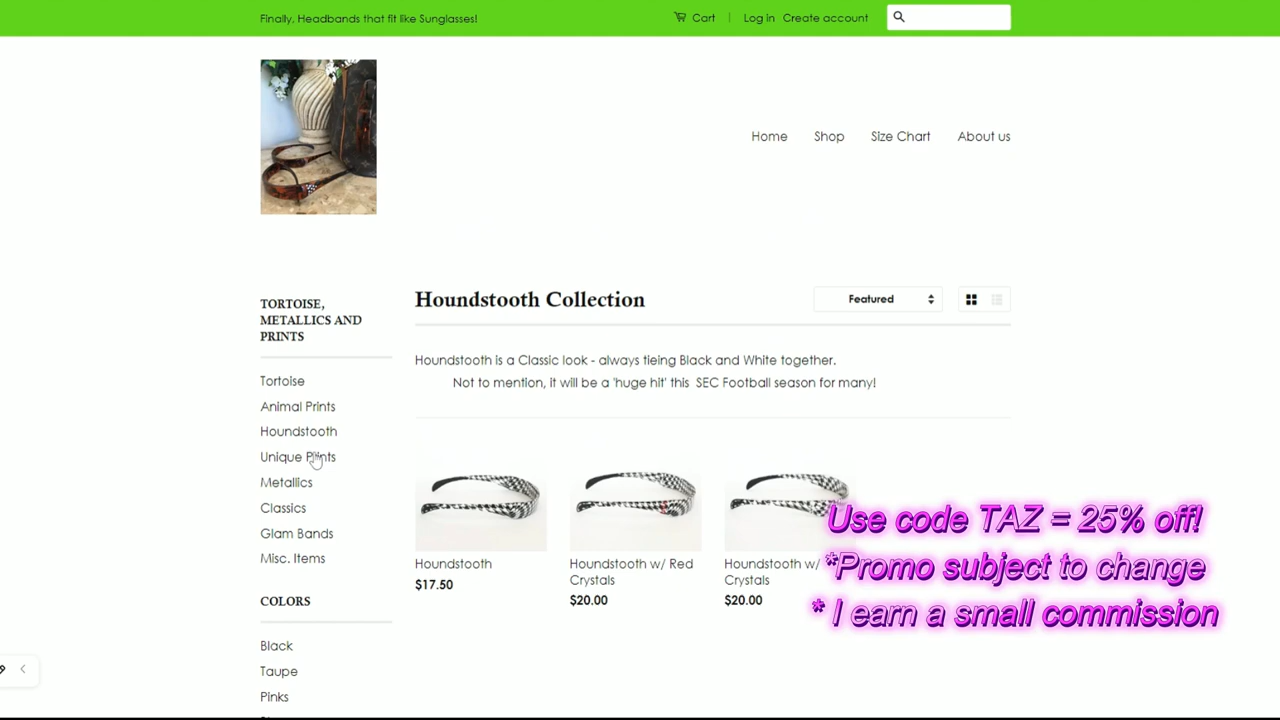 Finally, Headbands that fit like Sunglasses!
Cart | Log in Create account
Home Shop Size Chart About us
TORTOISE,
METALLICS AND
PRINTS
Tortoise
Animal Prints
Houndstooth
Unique Prints
Metallics
Classics
Glam Bands
Misc. Items
COLORS
Black
Taupe
Pinks
Houndstooth Collection
Featured
Houndstooth is a Classic look - always tieing Black and White together.
Not to mention, it will be a 'huge hit' this SEC Football season for many!
Houndstooth
$17.50
Houndstooth w/ Red
Crystals
$20.00
Houndstooth w/
Crystals
$20.00
Use code TAZ = 25% off!
*Promo subject to change
* I earn a small commission